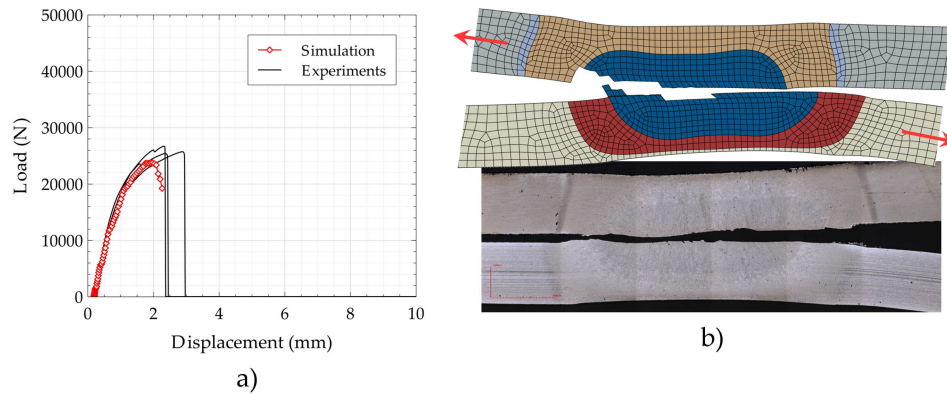 50000
40000
30000
20000
10000
0
Load (N)
Simulation
Experiments
0 2 4 6 8 10
Displacement (mm)
a)
b)